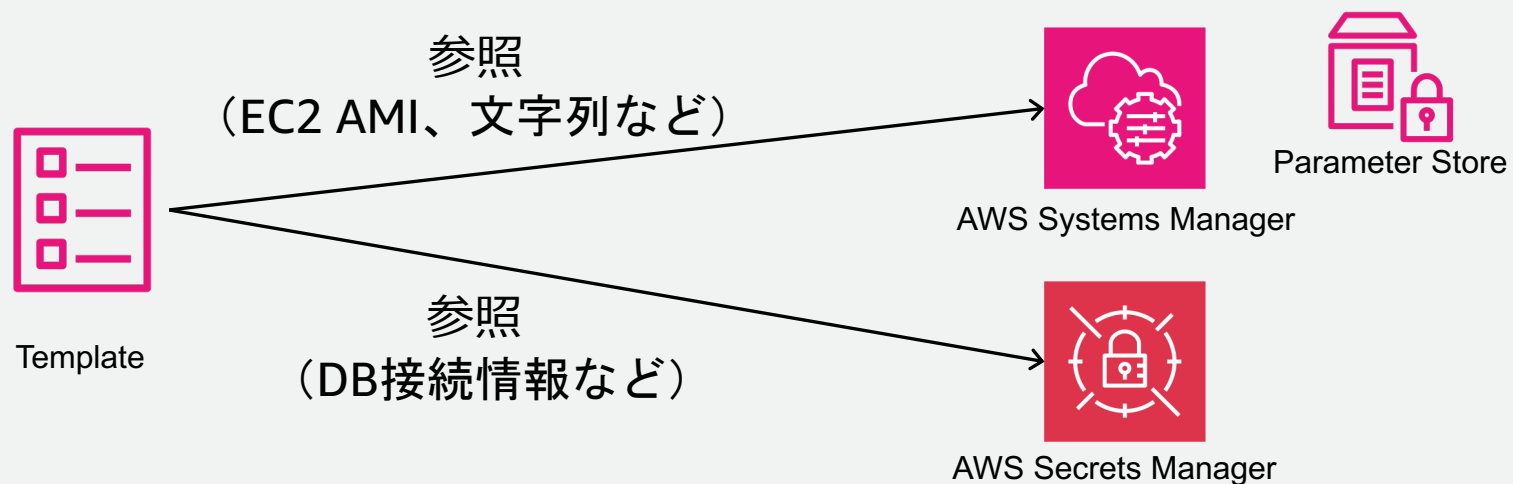 参照
（EC2 AMI、文字列など）
Parameter Store
AWS Systems Manager
Template
参照
（DB接続情報など）
AWS Secrets Manager